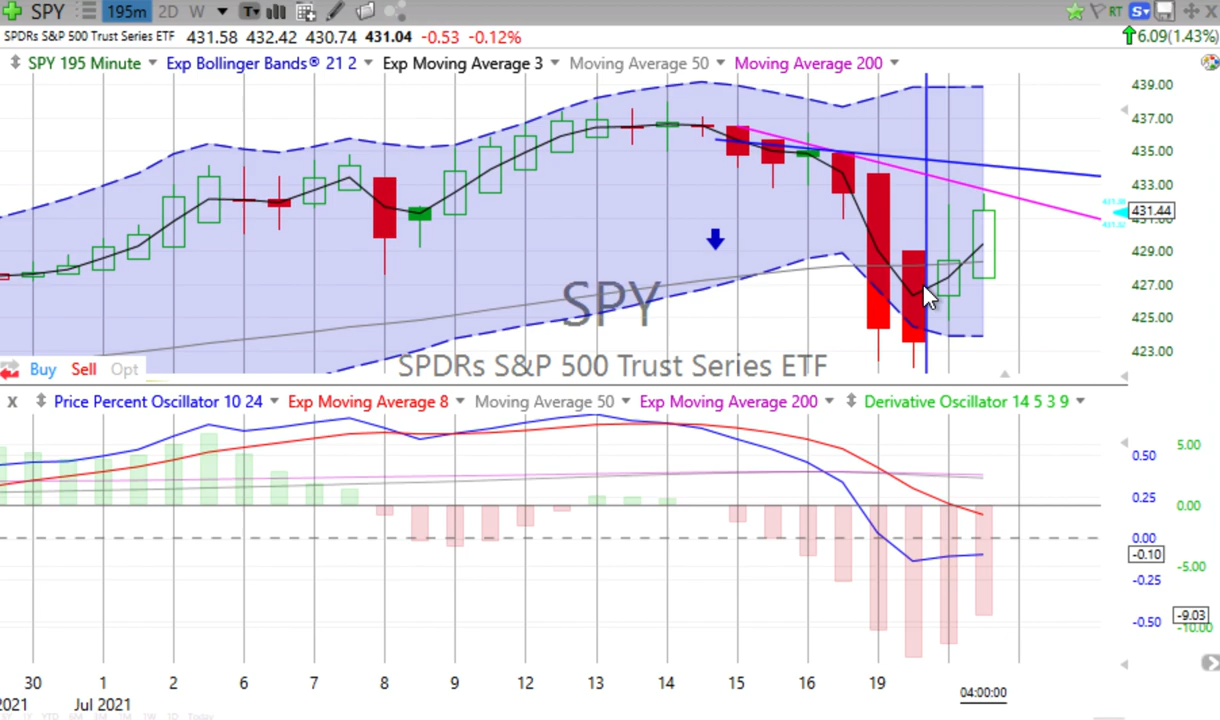 SPY 195m 2D W T RT S
SPDRs S&P 500 Trust Series ETF 431.58 432.42 430.74 431.04 -0.53 -0.12% 6.09(1.43%)
SPY 195 Minute Exp Bollinger Bands® 21 2 Exp Moving Average 3 Moving Average 50 Moving Average 200
439.00
437.00
435.00
433.00
431.44
431.00
429.00
427.00
425.00
423.00
SPY
SPDRs S&P 500 Trust Series ETF
Buy Sell Opt
X Price Percent Oscillator 10 24 Exp Moving Average 8 Moving Average 50 Exp Moving Average 200 Derivative Oscillator 14 5 3 9
0.50 5.00
0.25
0.00 0.00
-0.10
-0.25 -5.00
-0.50 -9.03
-10.00
30 1 2 6 7 8 9 12 13 14 15 16 19
04:00:00
2021 Jul 2021